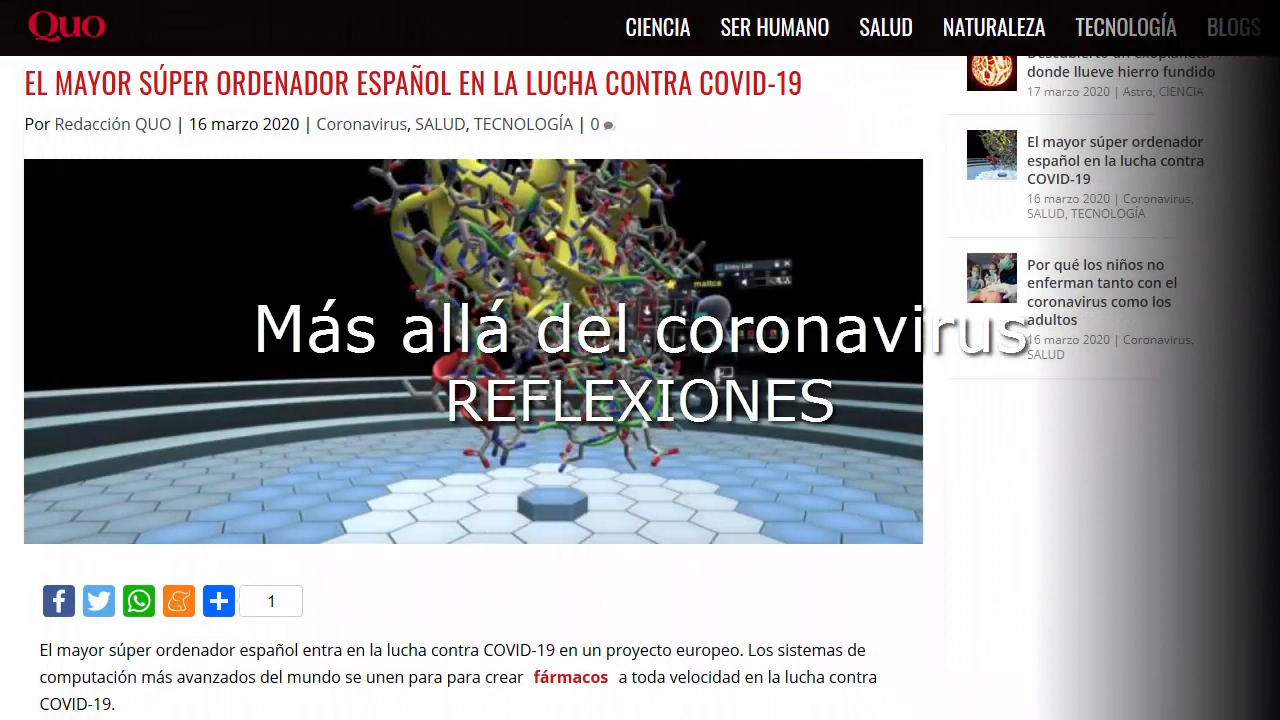 Quo
CIENCIA SER HUMANO SALUD NATURALEZA TECNOLOGÍA BLOGS
EL MAYOR SÚPER ORDENADOR ESPAÑOL EN LA LUCHA CONTRA COVID-19
Por Redacción QUO | 16 marzo 2020 | Coronavirus, SALUD, TECNOLOGÍA | 0
Más allá del coronavirus
REFLEXIONES
1
El mayor súper ordenador español entra en la lucha contra COVID-19 en un proyecto europeo. Los sistemas de
computación más avanzados del mundo se unen para para crear fármacos a toda velocidad en la lucha contra
COVID-19.
Descubierto un exoplaneta
donde llueve hierro fundido
17 marzo 2020 | Astro, CIENCIA
El mayor súper ordenador
español en la lucha contra
COVID-19
16 marzo 2020 | Coronavirus,
SALUD, TECNOLOGÍA
Por qué los niños no
enferman tanto con el
coronavirus como los
adultos
16 marzo 2020 | Coronavirus,
SALUD